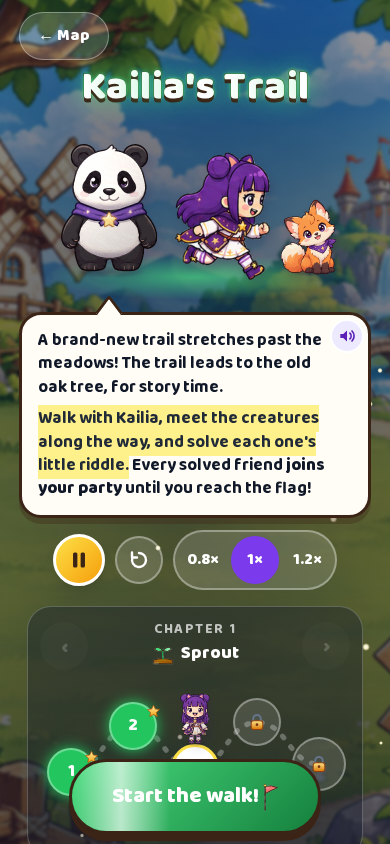 ← Map
Kailia's Trail
A brand-new trail stretches past the
meadows! The trail leads to the old
oak tree, for story time.
Walk with Kailia, meet the creatures
along the way, and solve each one's
little riddle. Every solved friend joins
your party until you reach the flag!
0.8× 1× 1.2×
CHAPTER 1
‹ Sprout ›
2
1
Start the walk!